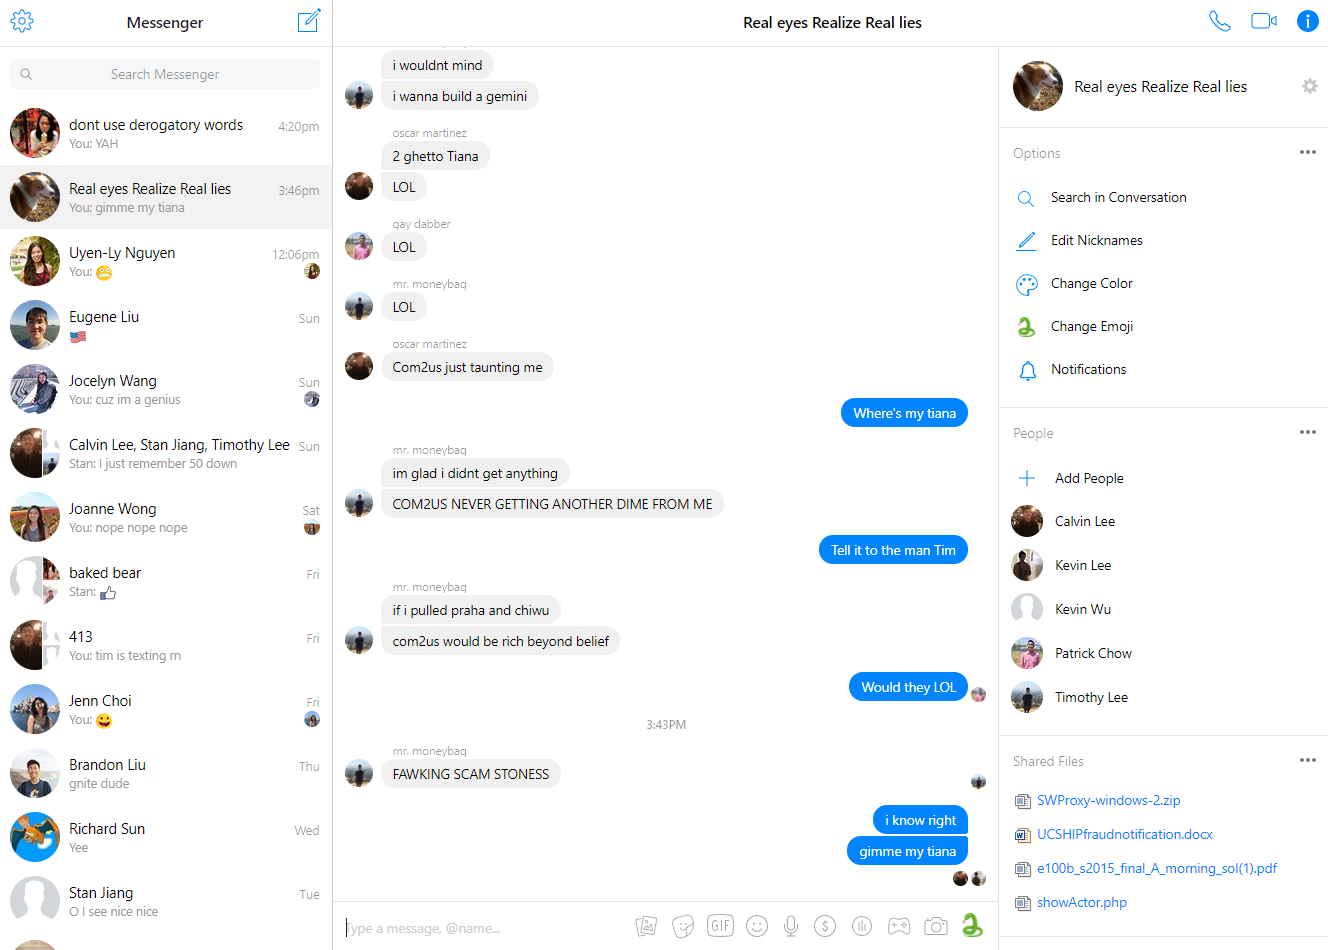 Messenger
Search Messenger
dont use derogatory words
4:20pm
You: YAH
Real eyes Realize Real lies
3:46pm
You: gimme my tiana
Uyen-Ly Nguyen
12:06pm
You: 😬
Eugene Liu
Sun
🇺🇸
Jocelyn Wang
Sun
You: cuz im a genius
Calvin Lee, Stan Jiang, Timothy Lee
Sun
Stan: I just remember 50 down
Joanne Wong
Sat
You: nope nope nope
baked bear
Fri
Stan:
413
Fri
You: tim is texting rn
Jenn Choi
Fri
You: 😀
Brandon Liu
Thu
gnite dude
Richard Sun
Wed
Yee
Stan Jiang
Tue
O I see nice nice
Real eyes Realize Real lies
i wouldnt mind
i wanna build a gemini
oscar martinez
2 ghetto Tiana
LOL
gay dabber
LOL
mr. moneybag
LOL
oscar martinez
Com2us just taunting me
Where's my tiana
mr. moneybag
im glad i didnt get anything
COM2US NEVER GETTING ANOTHER DIME FROM ME
Tell it to the man Tim
mr. moneybag
if i pulled praha and chiwu
com2us would be rich beyond belief
Would they LOL
3:43PM
mr. moneybag
FAWKING SCAM STONESS
i know right
gimme my tiana
Type a message, @name...
GIF
$
Real eyes Realize Real lies
Options
Search in Conversation
Edit Nicknames
Change Color
Change Emoji
Notifications
People
Add People
Calvin Lee
Kevin Lee
Kevin Wu
Patrick Chow
Timothy Lee
Shared Files
SWProxy-windows-2.zip
UCSHIPfraudnotification.docx
e100b_s2015_final_A_morning_sol(1).pdf
showActor.php